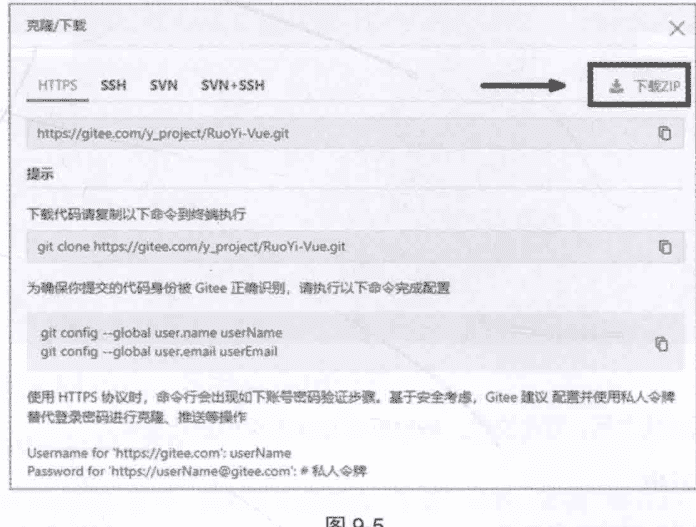 克隆/下载
HTTPS SSH SVN SVN+SSH 下载ZIP
https://gitee.com/y_project/RuoYi-Vue.git
提示
下载代码请复制以下命令到终端执行
git clone https://gitee.com/y_project/RuoYi-Vue.git
为确保你提交的代码身份被 Gitee 正确识别，请执行以下命令完成配置
git config --global user.name userName
git config --global user.email userEmail
使用 HTTPS 协议时，命令行会出现如下账号密码验证步骤。基于安全考虑，Gitee 建议 配置并使用私人令牌
替代登录密码进行克隆、推送等操作
Username for 'https://gitee.com': userName
Password for 'https://userName@gitee.com': # 私人令牌
图 9-5